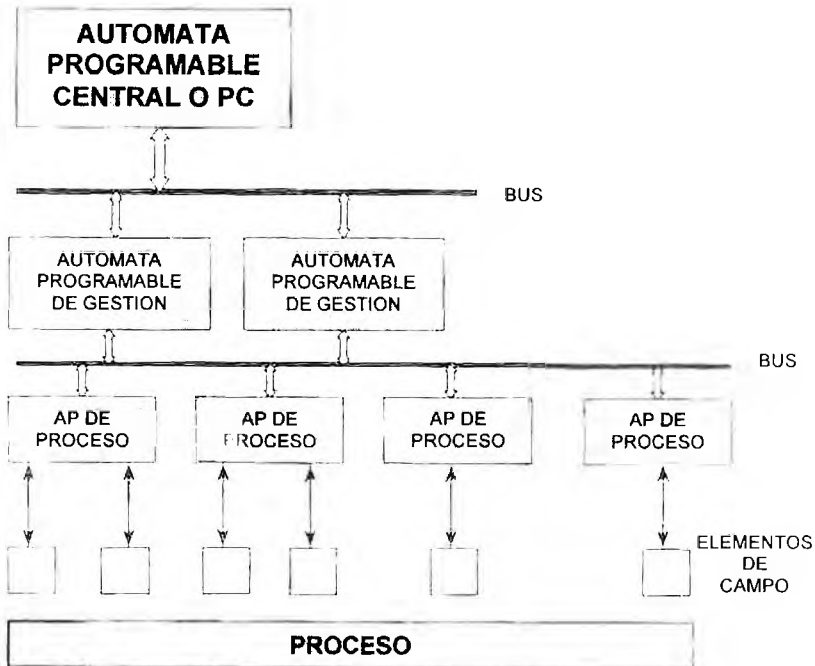 AUTOMATA
PROGRAMABLE
CENTRAL O PC
BUS
AUTOMATA
PROGRAMABLE
DE GESTION
AUTOMATA
PROGRAMABLE
DE GESTION
BUS
AP DE
PROCESO
AP DE
PROCESO
AP DE
PROCESO
AP DE
PROCESO
ELEMENTOS
DE
CAMPO
PROCESO